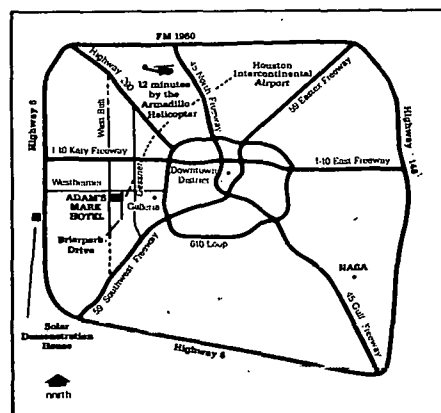 FM 1960
Highway 290
12 minutes
by the
Armadillo
Helicopter
45 North Freeway
Houston
Intercontinental
Airport
59 Eastex Freeway
Highway 6
West Belt
Gessner
I-10 Katy Freeway
Highway 146
I-10 East Freeway
Downtown
District
Westheimer
ADAM'S
MARK
HOTEL
Galleria
Briarpark
Drive
610 Loop
NASA
59 Southwest Freeway
45 Gulf Freeway
Solar
Demonstration
House
Highway 6
north